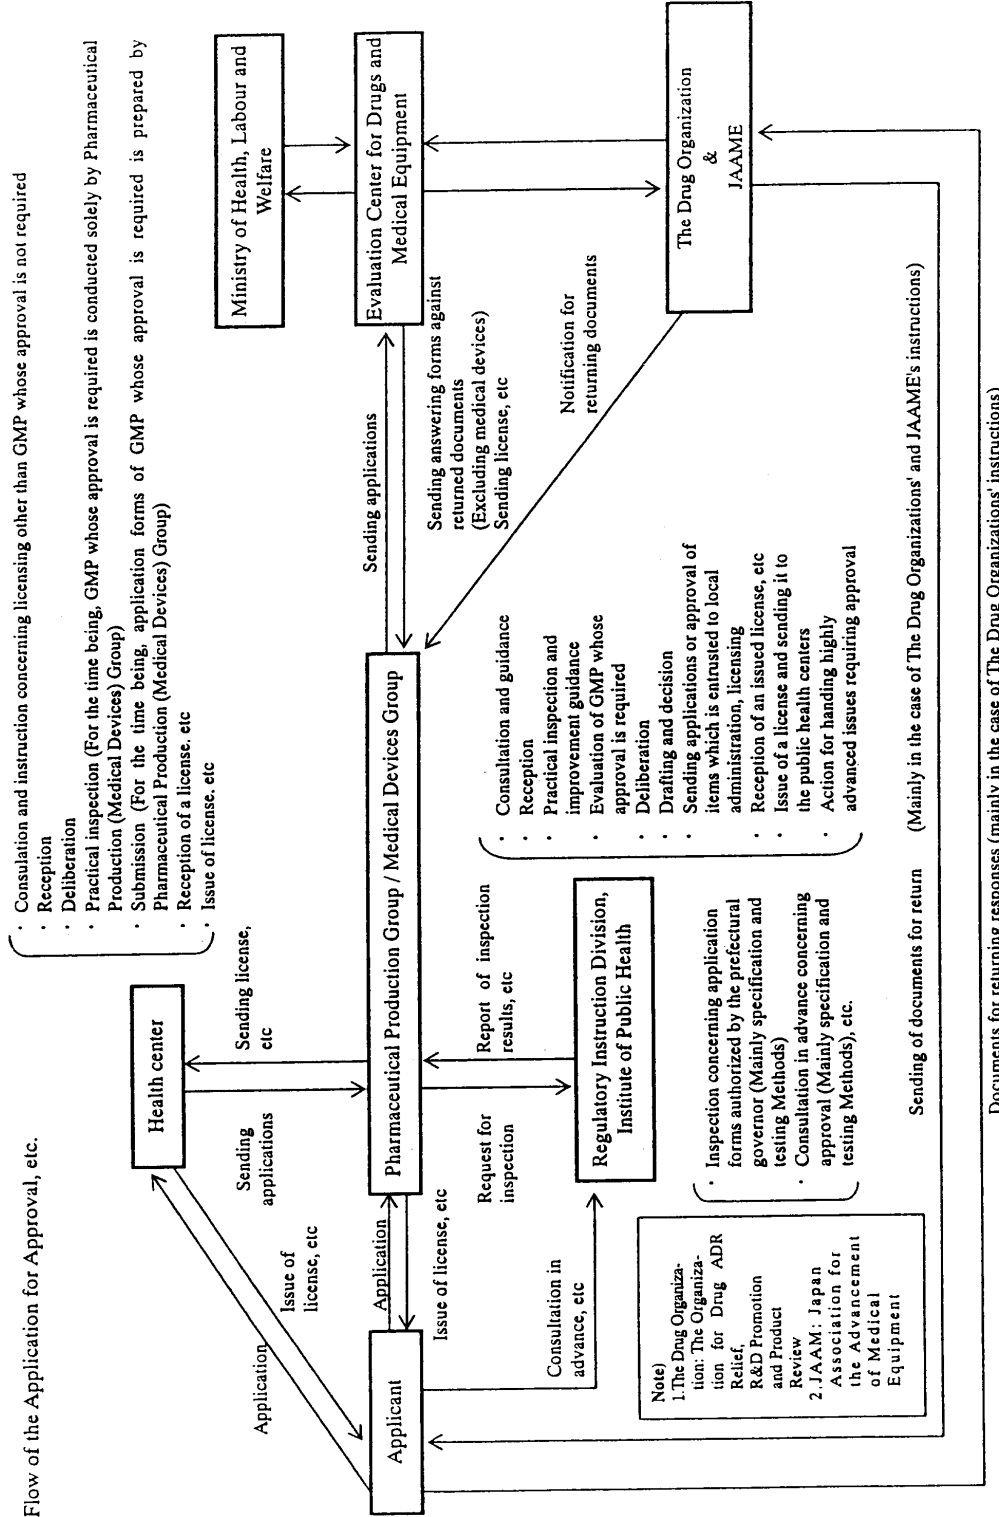 Flow of the Application for Approval, etc.
· Consulation and instruction concerning licensing other than GMP whose approval is not required
· Reception
· Deliberation
· Practical inspection (For the time being, GMP whose approval is required is conducted solely by Pharmaceutical
Production (Medical Devices) Group)
· Submission (For the time being, application forms of GMP whose approval is required is prepared by
Pharmaceutical Production (Medical Devices) Group)
· Reception of a license. etc
· Issue of license. etc
Health center
Ministry of Health, Labour and
Welfare
Application
Issue of
license, etc
Sending
applications
Sending license,
etc
Sending applications
Evaluation Center for Drugs and
Medical Equipment
Applicant
Application
Issue of license, etc
Pharmaceutical Production Group / Medical Devices Group
Sending answering forms against
returned documents
(Excluding medical devices)
Sending license, etc
Request for
inspection
Report of inspection
results, etc
Consultation in
advance, etc
Regulatory Instruction Division,
Institute of Public Health
· Consultation and guidance
· Reception
· Practical inspection and
improvement guidance
· Evaluation of GMP whose
approval is required
· Deliberation
· Drafting and decision
· Sending applications or approval of
items which is entrusted to local
administration, licensing
· Reception of an issued license, etc
· Issue of a license and sending it to
the public health centers
· Action for handing highly
advanced issues requiring approval
Notification for
returning documents
The Drug Organization
&
JAAME
Note)
1.The Drug Organiza-
tion: The Organiza-
tion for Drug ADR
Relief,
R&D Promotion
and Product
Review
2.JAAM: Japan
Association for
the Advancement
of Medical
Equipment
· Inspection concerning application
forms authorized by the prefectural
governor (Mainly specification and
testing Methods)
· Consultation in advance concerning
approval (Mainly specification and
testing Methods), etc.
Sending of documents for return (Mainly in the case of The Drug Organizations' and JAAME's instructions)
Documents for returning responses (mainly in the case of The Drug Organizations' instructions)